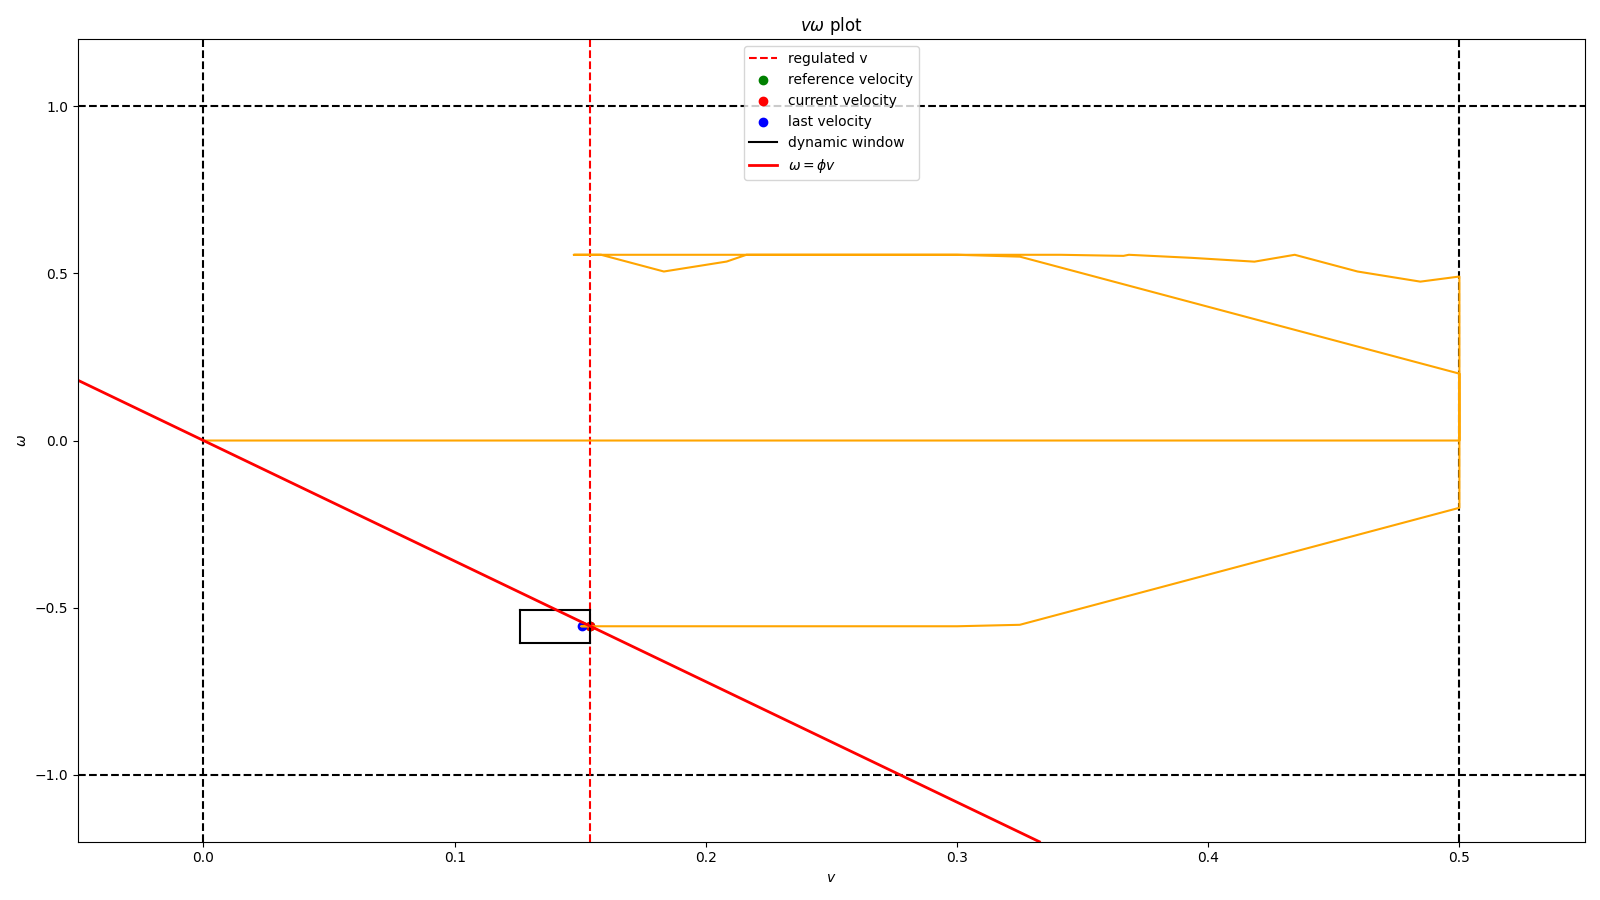 vω plot
regulated v
reference velocity
current velocity
last velocity
dynamic window
ω = ϕv
1.0
0.5
0.0
−0.5
−1.0
ω
0.0 0.1 0.2 0.3 0.4 0.5
v